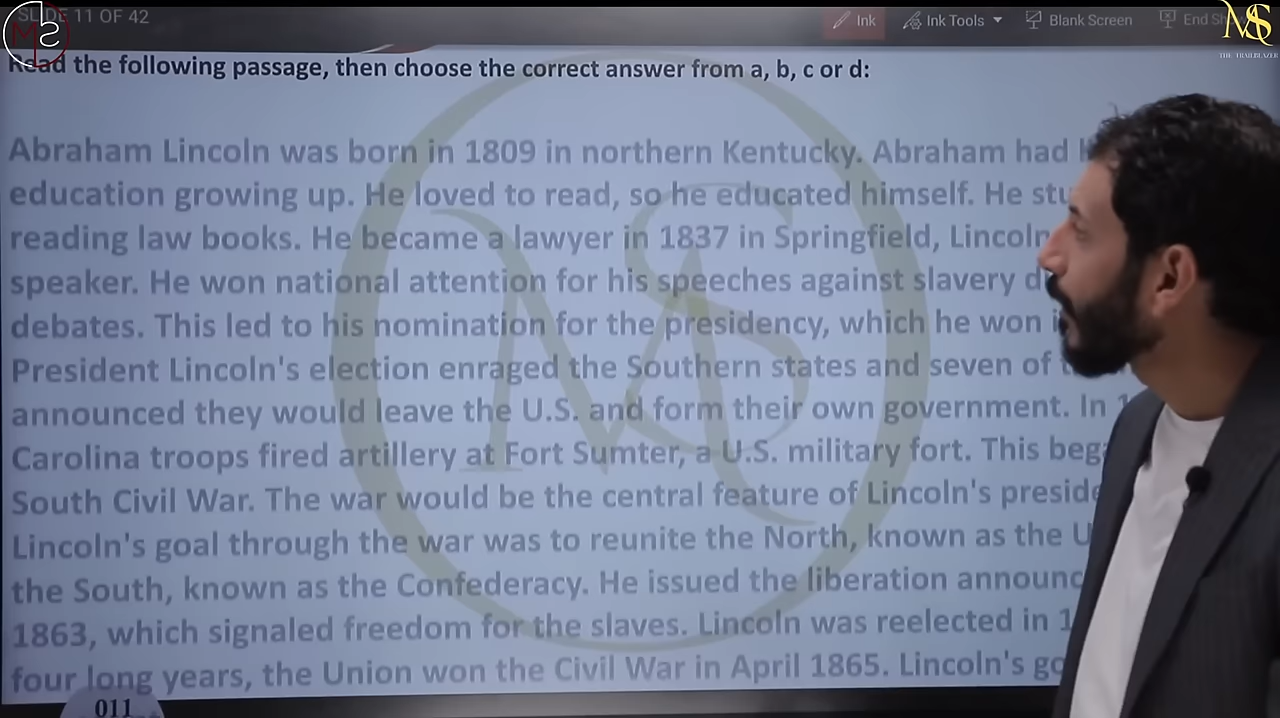 SLIDE 11 OF 42
Ink
Ink Tools
Blank Screen
End
MS
MS
THE TRAILBLAZER
Read the following passage, then choose the correct answer from a, b, c or d:
Abraham Lincoln was born in 1809 in northern Kentucky. Abraham had
education growing up. He loved to read, so he educated himself. He
reading law books. He became a lawyer in 1837 in Springfield, Lincoln
speaker. He won national attention for his speeches against slavery
debates. This led to his nomination for the presidency, which he won
President Lincoln's election enraged the Southern states and seven of
announced they would leave the U.S. and form their own government. In
Carolina troops fired artillery at Fort Sumter, a U.S. military fort. This
South Civil War. The war would be the central feature of Lincoln's
Lincoln's goal through the war was to reunite the North, known as the
the South, known as the Confederacy. He issued the liberation
1863, which signaled freedom for the slaves. Lincoln was reelected in
four long years, the Union won the Civil War in April 1865. Lincoln's
011